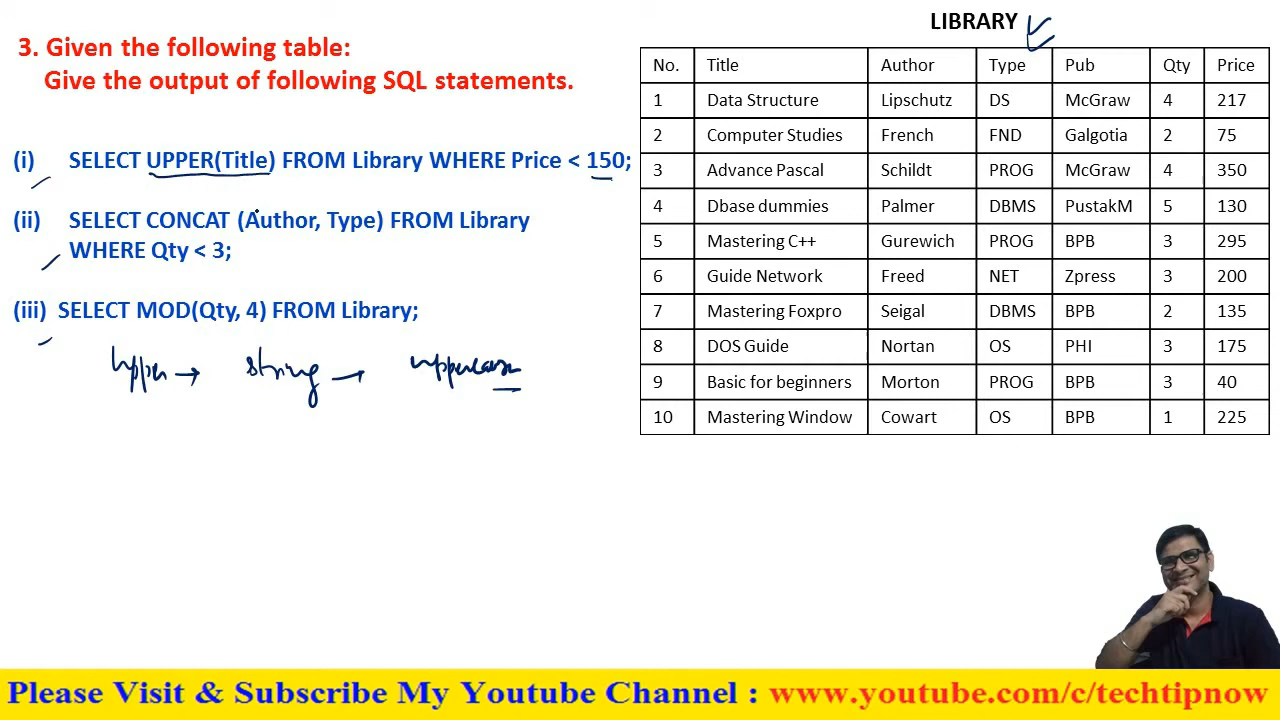 3. Given the following table:
Give the output of following SQL statements.
(i) SELECT UPPER(Title) FROM Library WHERE Price < 150;
(ii) SELECT CONCAT (Author, Type) FROM Library
WHERE Qty < 3;
(iii) SELECT MOD(Qty, 4) FROM Library;
Upper → string → uppercase
LIBRARY
No. Title Author Type Pub Qty Price
1 Data Structure Lipschutz DS McGraw 4 217
2 Computer Studies French FND Galgotia 2 75
3 Advance Pascal Schildt PROG McGraw 4 350
4 Dbase dummies Palmer DBMS PustakM 5 130
5 Mastering C++ Gurewich PROG BPB 3 295
6 Guide Network Freed NET Zpress 3 200
7 Mastering Foxpro Seigal DBMS BPB 2 135
8 DOS Guide Nortan OS PHI 3 175
9 Basic for beginners Morton PROG BPB 3 40
10 Mastering Window Cowart OS BPB 1 225
Please Visit & Subscribe My Youtube Channel : www.youtube.com/c/techtipnow